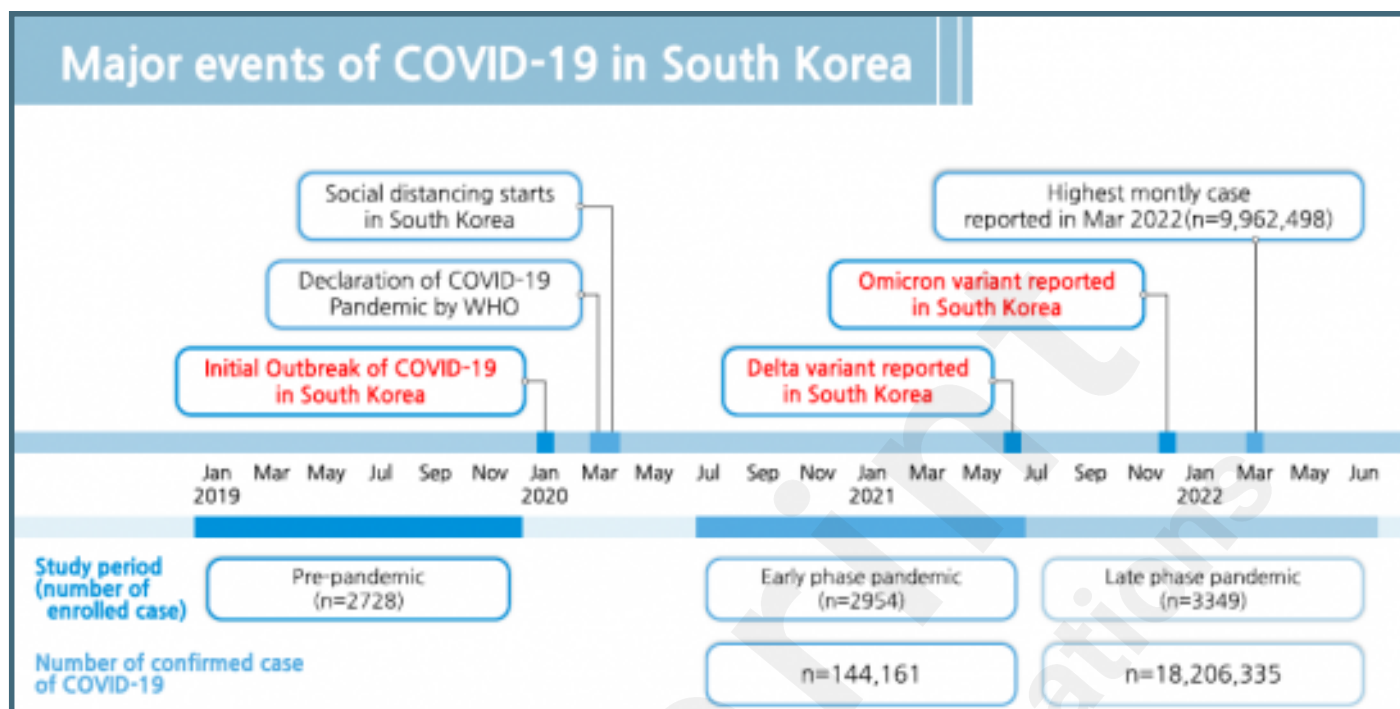 Major events of COVID-19 in South Korea
Social distancing starts
in South Korea
Highest montly case
reported in Mar 2022(n=9,962,498)
Declaration of COVID-19
Pandemic by WHO
Omicron variant reported
in South Korea
Initial Outbreak of COVID-19
in South Korea
Delta variant reported
in South Korea
Jan Mar May Jul Sep Nov Jan Mar May Jul Sep Nov Jan Mar May Jul Sep Nov Jan Mar May Jun
2019 2020 2021 2022
Study period
(number of
enrolled case)
Pre-pandemic
(n=2728)
Early phase pandemic
(n=2954)
Late phase pandemic
(n=3349)
Number of confirmed case
of COVID-19
n=144,161
n=18,206,335